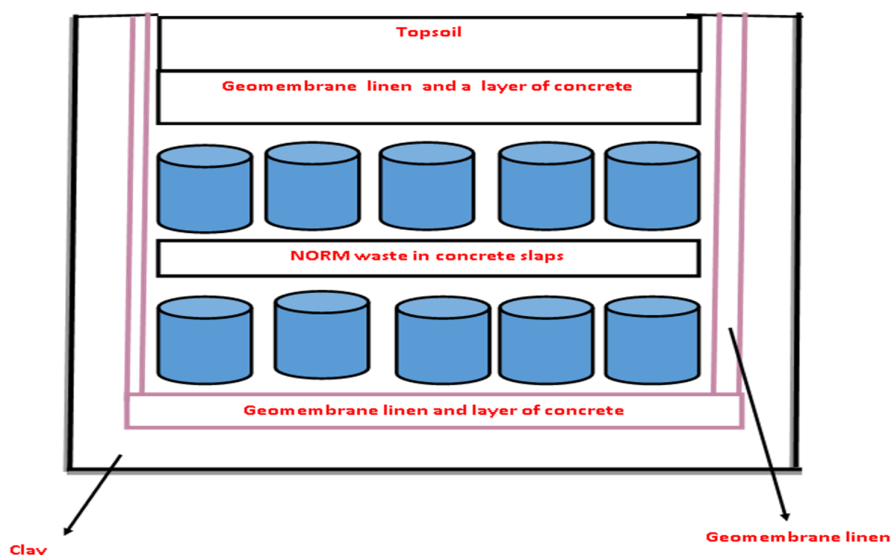 Topsoil
Geomembrane linen and a layer of concrete
NORM waste in concrete slaps
Geomembrane linen and layer of concrete
Geomembrane linen
Clay